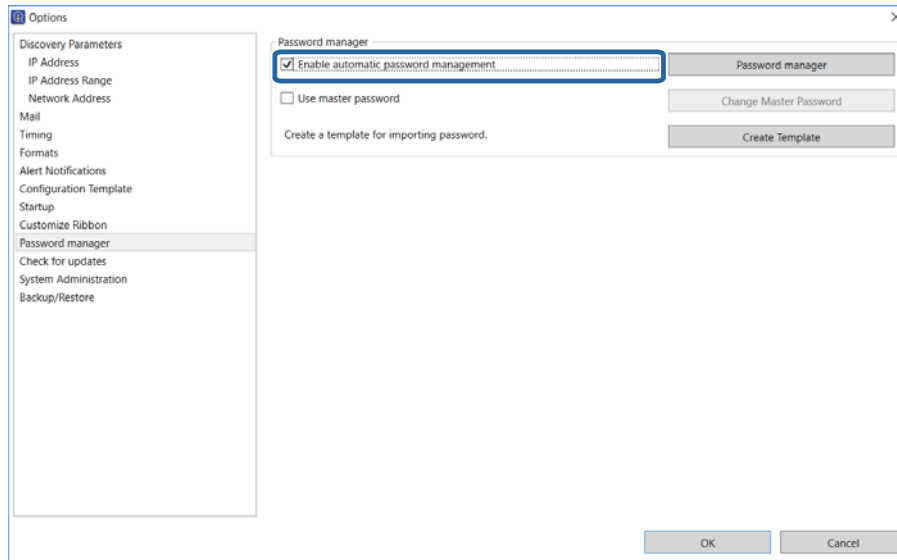 Options
Discovery Parameters
IP Address
IP Address Range
Network Address
Mail
Timing
Formats
Alert Notifications
Configuration Template
Startup
Customize Ribbon
Password manager
Check for updates
System Administration
Backup/Restore
Password manager
Enable automatic password management
Password manager
Use master password
Change Master Password
Create a template for importing password.
Create Template
OK
Cancel